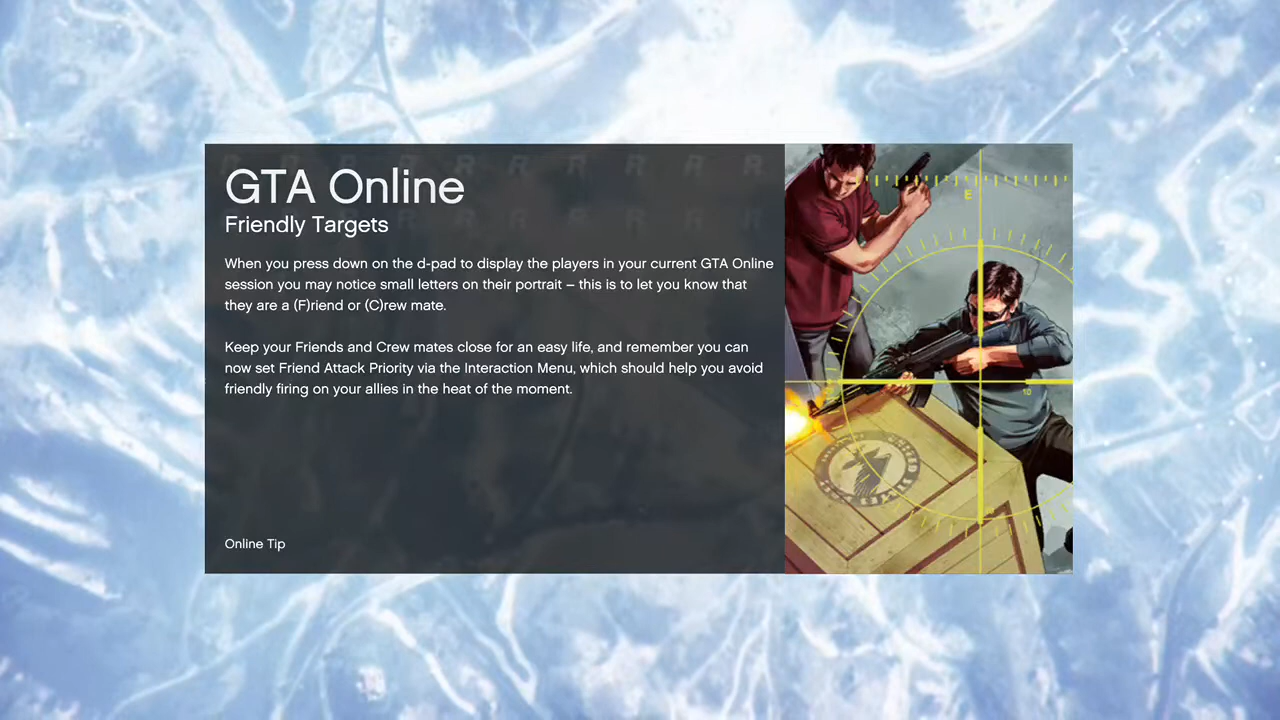 GTA Online
Friendly Targets
When you press down on the d-pad to display the players in your current GTA Online
session you may notice small letters on their portrait – this is to let you know that
they are a (F)riend or (C)rew mate.
Keep your Friends and Crew mates close for an easy life, and remember you can
now set Friend Attack Priority via the Interaction Menu, which should help you avoid
friendly firing on your allies in the heat of the moment.
Online Tip
E
10